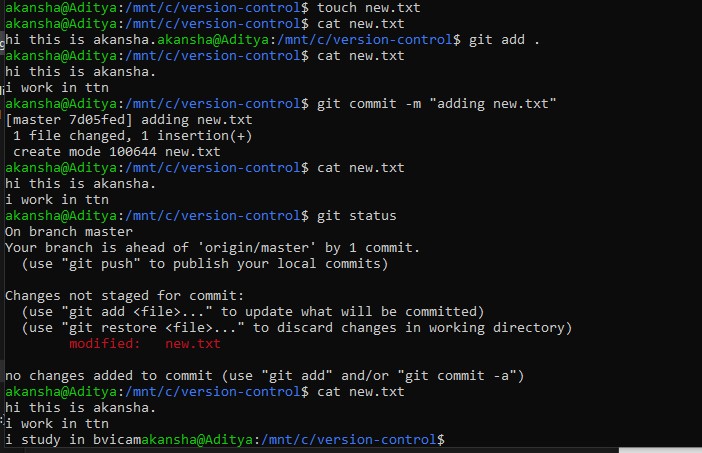 akansha@Aditya:/mnt/c/version-control$ touch new.txt
akansha@Aditya:/mnt/c/version-control$ cat new.txt
hi this is akansha.akansha@Aditya:/mnt/c/version-control$ git add .
akansha@Aditya:/mnt/c/version-control$ cat new.txt
hi this is akansha.
i work in ttn
akansha@Aditya:/mnt/c/version-control$ git commit -m "adding new.txt"
[master 7d05fed] adding new.txt
 1 file changed, 1 insertion(+)
 create mode 100644 new.txt
akansha@Aditya:/mnt/c/version-control$ cat new.txt
hi this is akansha.
i work in ttn
akansha@Aditya:/mnt/c/version-control$ git status
On branch master
Your branch is ahead of 'origin/master' by 1 commit.
  (use "git push" to publish your local commits)

Changes not staged for commit:
  (use "git add <file>..." to update what will be committed)
  (use "git restore <file>..." to discard changes in working directory)
        modified:   new.txt

no changes added to commit (use "git add" and/or "git commit -a")
akansha@Aditya:/mnt/c/version-control$ cat new.txt
hi this is akansha.
i work in ttn
i study in bvicamakansha@Aditya:/mnt/c/version-control$